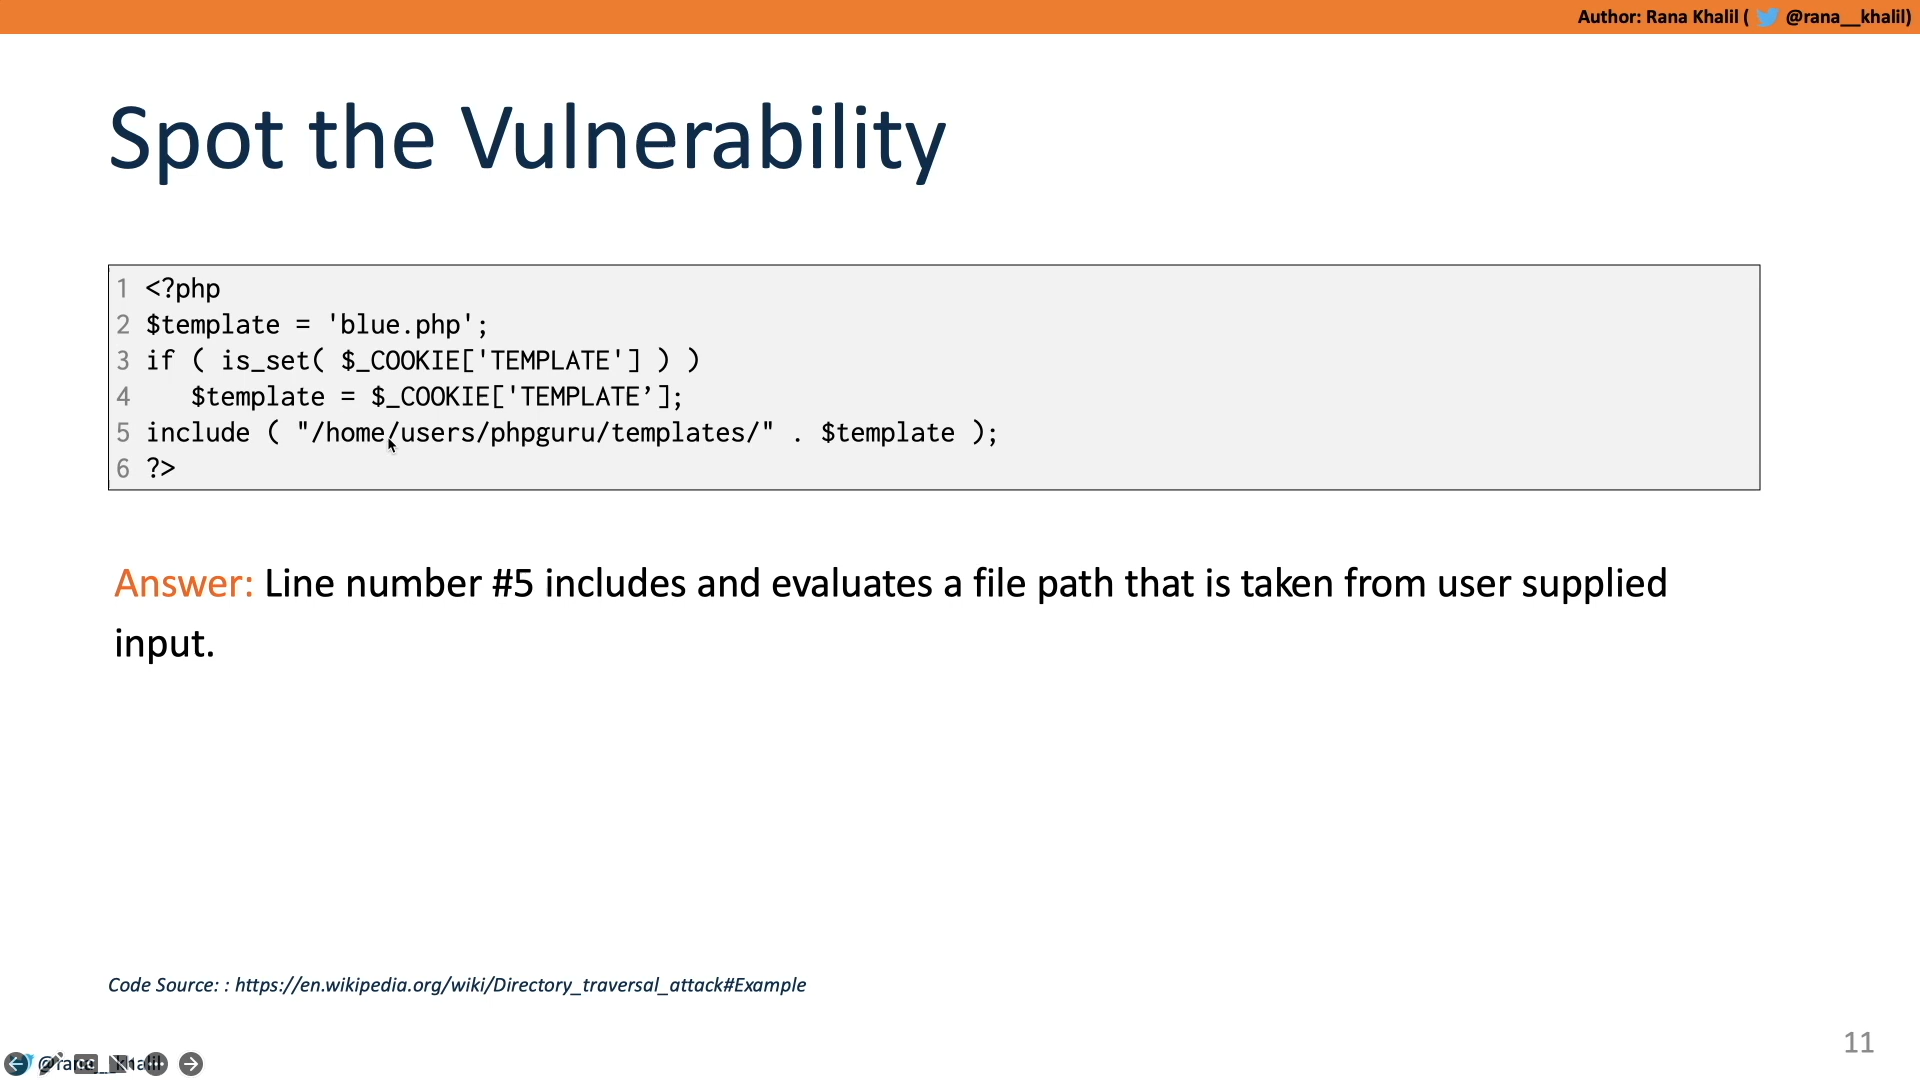 Author: Rana Khalil ( @rana__khalil)
Spot the Vulnerability
1 <?php
2 $template = 'blue.php';
3 if ( is_set( $_COOKIE['TEMPLATE'] ) )
4    $template = $_COOKIE['TEMPLATE’];
5 include ( "/home/users/phpguru/templates/" . $template );
6 ?>
Answer: Line number #5 includes and evaluates a file path that is taken from user supplied
input.
Code Source: : https://en.wikipedia.org/wiki/Directory_traversal_attack#Example
11